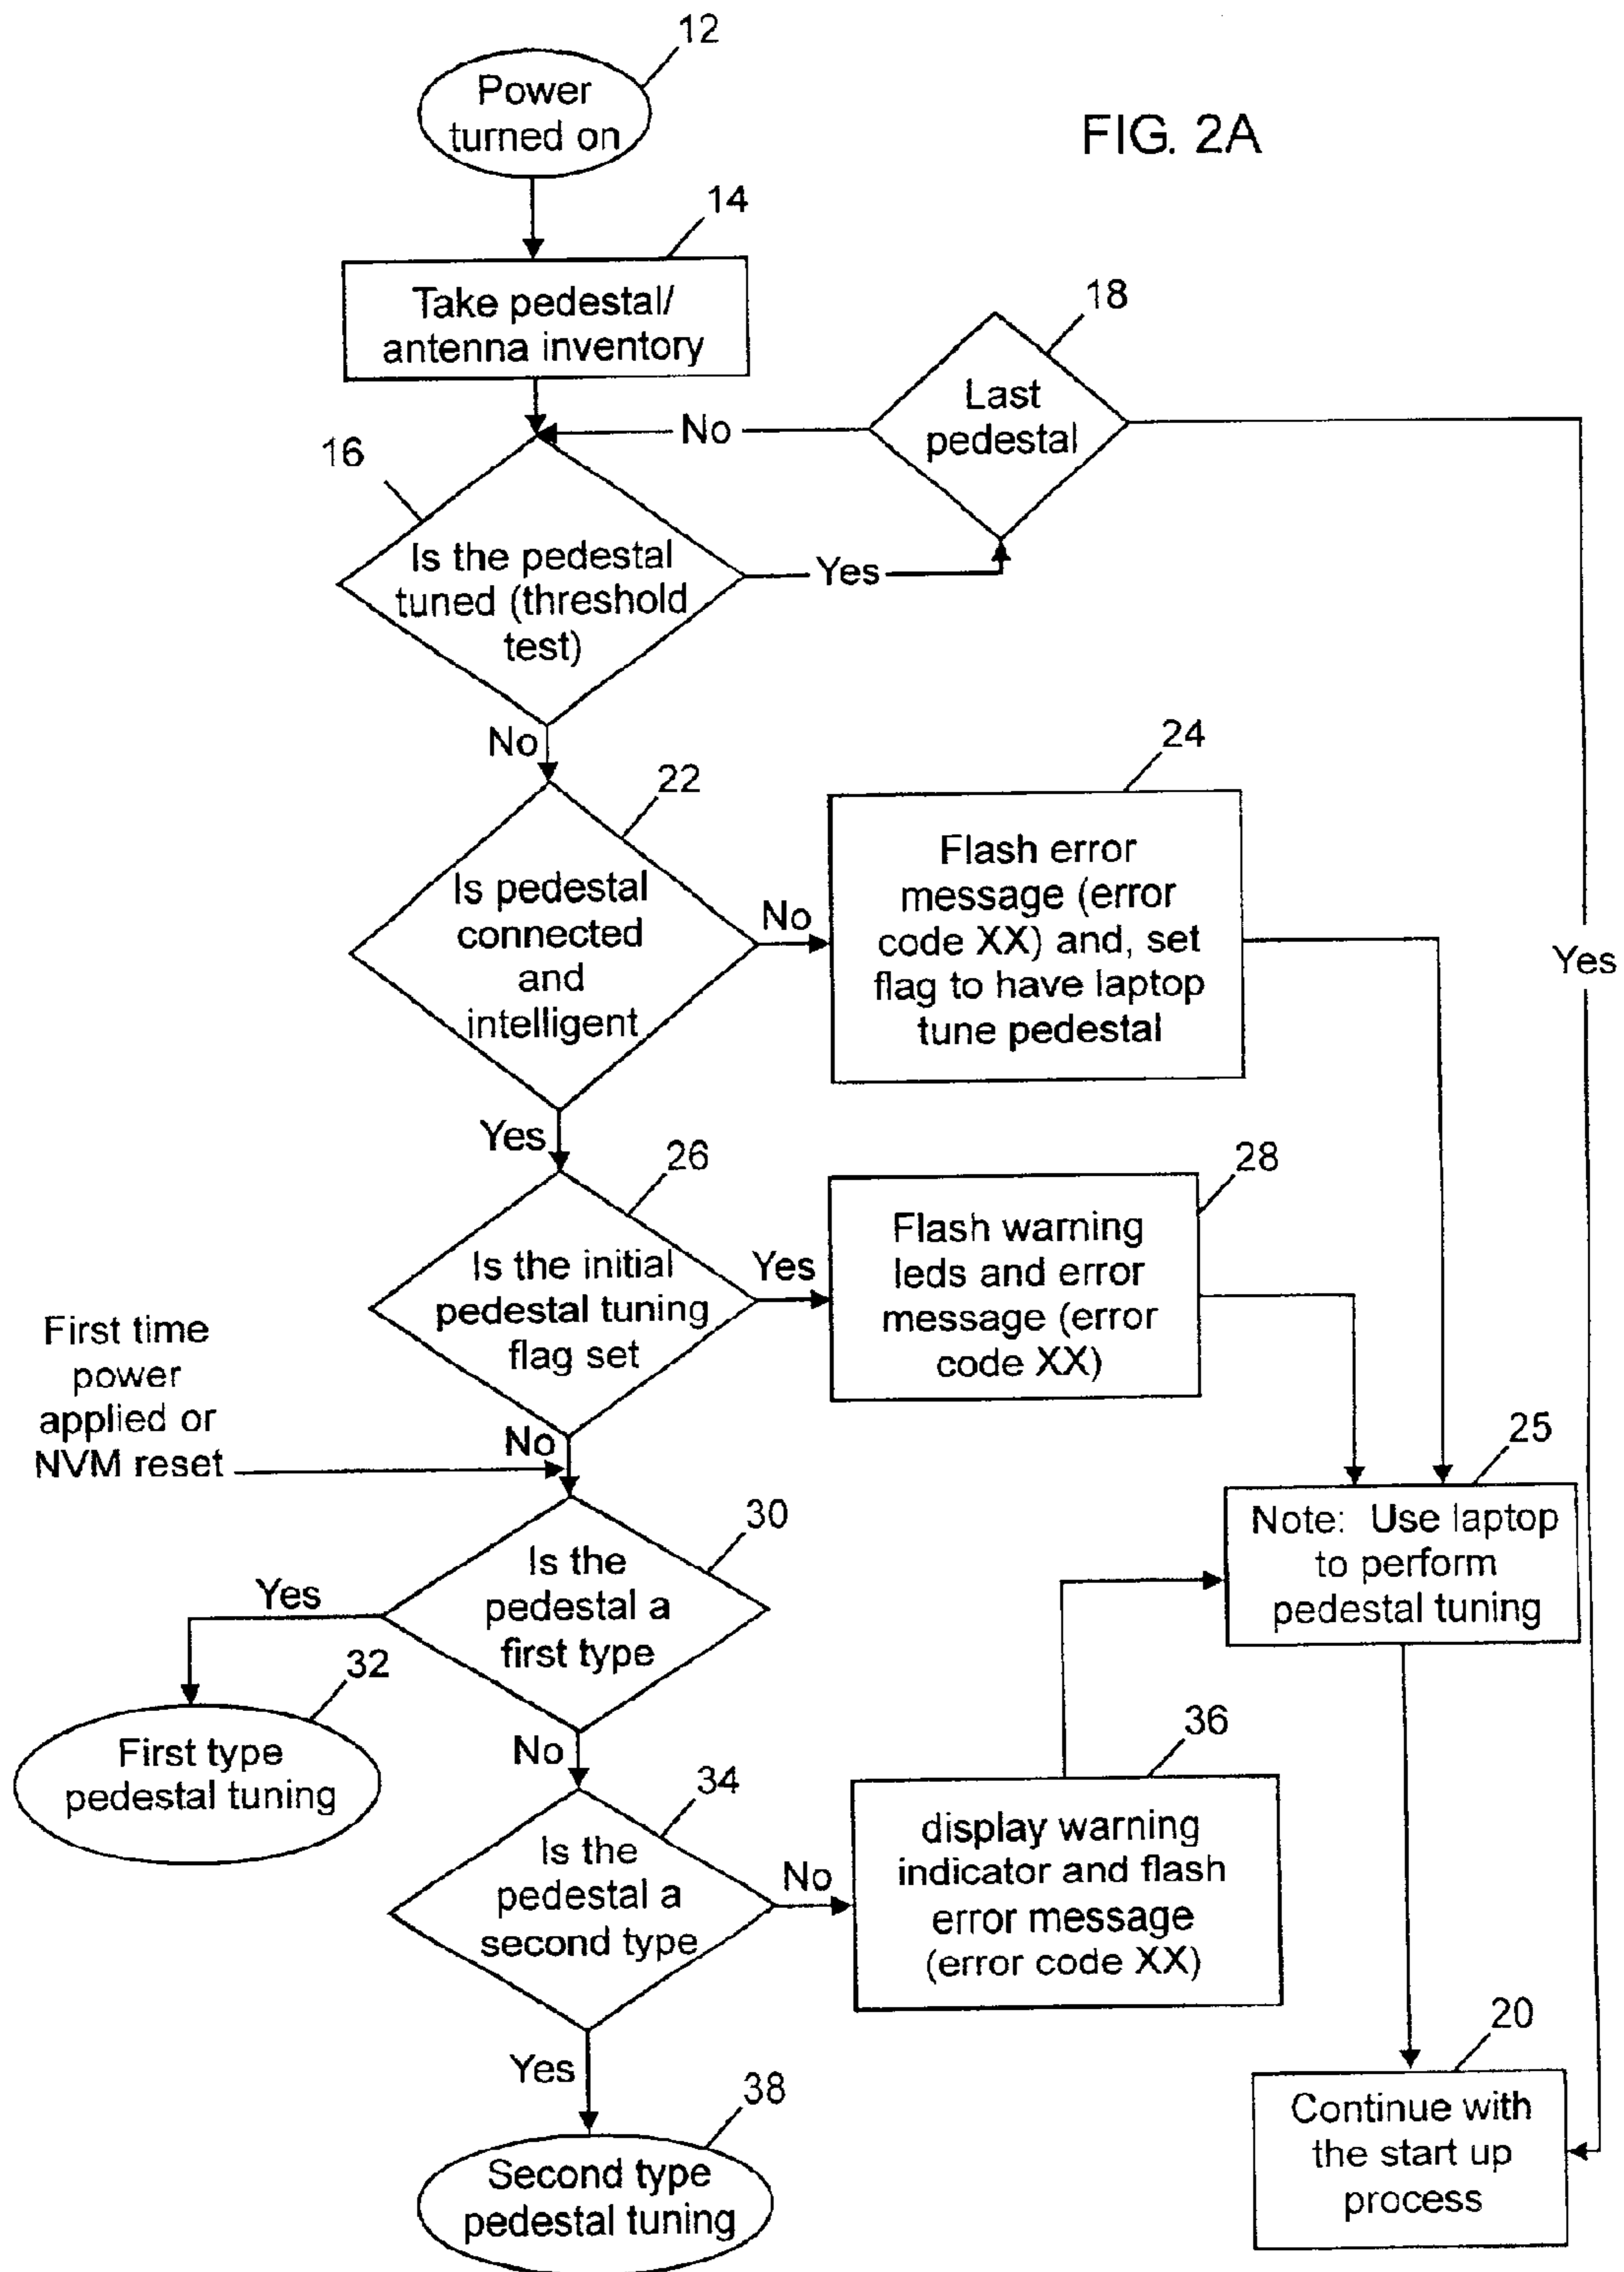 12
Power
turned on
FIG. 2A
14
Take pedestal/
antenna inventory
18
Last
pedestal
No
16
Is the pedestal
tuned (threshold
test)
Yes
No
22
Is pedestal
connected
and
intelligent
No
24
Flash error
message (error
code XX) and, set
flag to have laptop
tune pedestal
Yes
Yes
26
Is the initial
pedestal tuning
flag set
Yes
28
Flash warning
leds and error
message (error
code XX)
First time
power
applied or
NVM reset
No
25
Note: Use laptop
to perform
pedestal tuning
30
Is the
pedestal a
first type
Yes
32
First type
pedestal tuning
No
34
Is the
pedestal a
second type
No
36
display warning
indicator and flash
error message
(error code XX)
Yes
38
Second type
pedestal tuning
20
Continue with
the start up
process